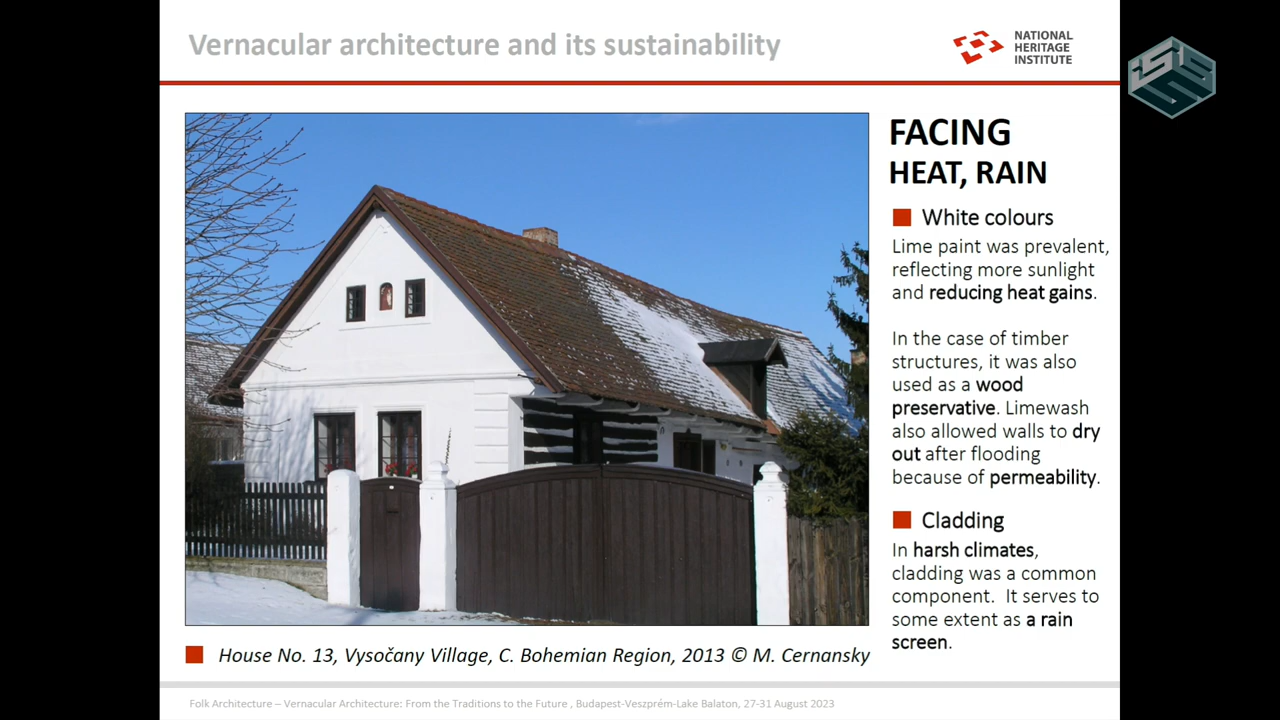 Vernacular architecture and its sustainability
NATIONAL
HERITAGE
INSTITUTE
FACING
HEAT, RAIN
White colours
Lime paint was prevalent,
reflecting more sunlight
and reducing heat gains.
In the case of timber
structures, it was also
used as a wood
preservative. Limewash
also allowed walls to dry
out after flooding
because of permeability.
Cladding
In harsh climates,
cladding was a common
component. It serves to
some extent as a rain
screen.
House No. 13, Vysočany Village, C. Bohemian Region, 2013 © M. Cernansky
Folk Architecture – Vernacular Architecture: From the Traditions to the Future , Budapest-Veszprém-Lake Balaton, 27-31 August 2023